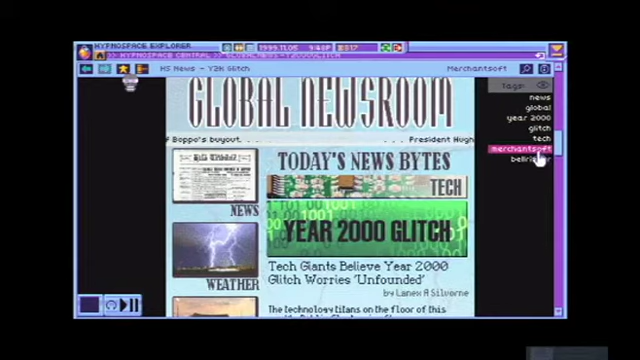 HYPNOSPACE EXPLORER
1999.11.05
HS News - Y2K Glitch
Merchantsoft
GLOBAL NEWSROOM
f Boppo's buyout.
President Hugh
TODAY'S NEWS BYTES
TECH
YEAR 2000 GLITCH
NEWS
WEATHER
Tech Giants Believe Year 2000
Glitch Worries 'Unfounded'
by Lanex A Silvorne
The technology titans on the floor of this
Tags:
news
global
year 2000
glitch
tech
merchantsoft